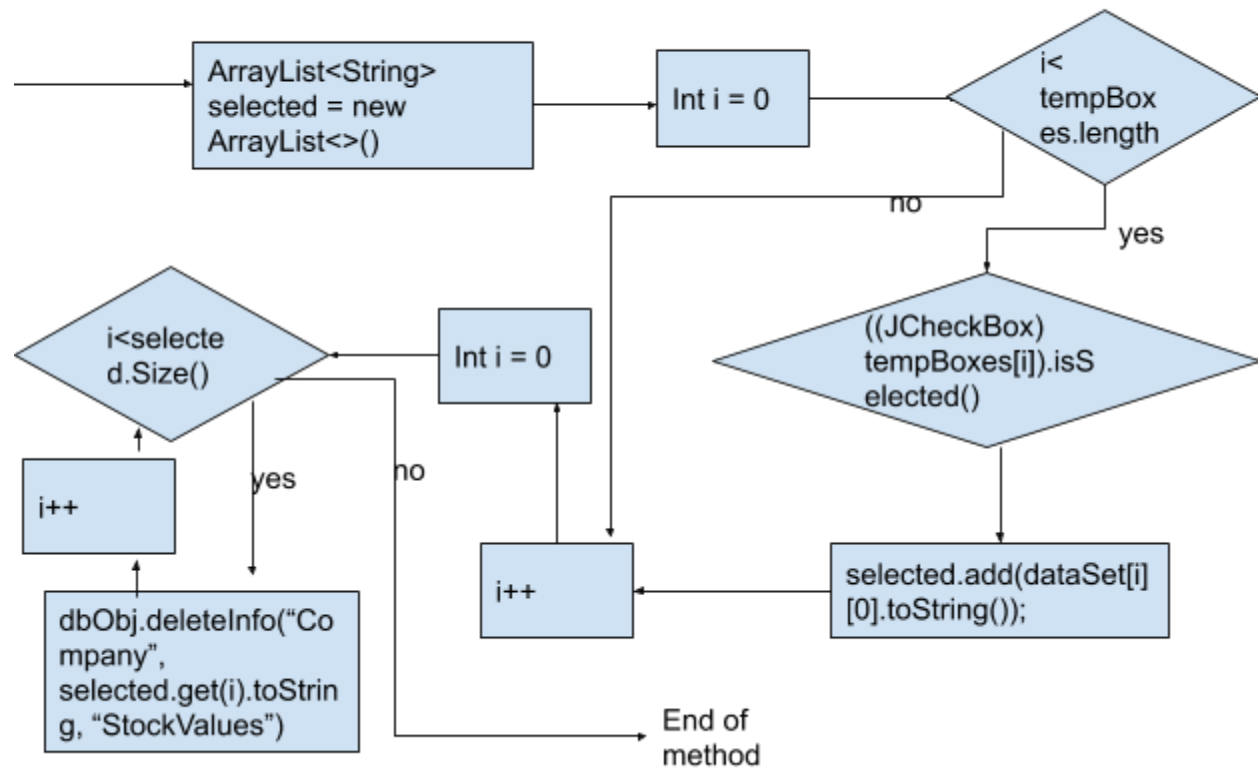 ArrayList<String>
selected = new
ArrayList<>()
Int i = 0
i<
tempBox
es.length
no
yes
((JCheckBox)
tempBoxes[i]).isS
elected()
selected.add(dataSet[i]
[0].toString());
i++
Int i = 0
i<selecte
d.Size()
yes
no
i++
dbObj.deleteInfo(“Co
mpany”,
selected.get(i).toStrin
g, “StockValues”)
End of
method